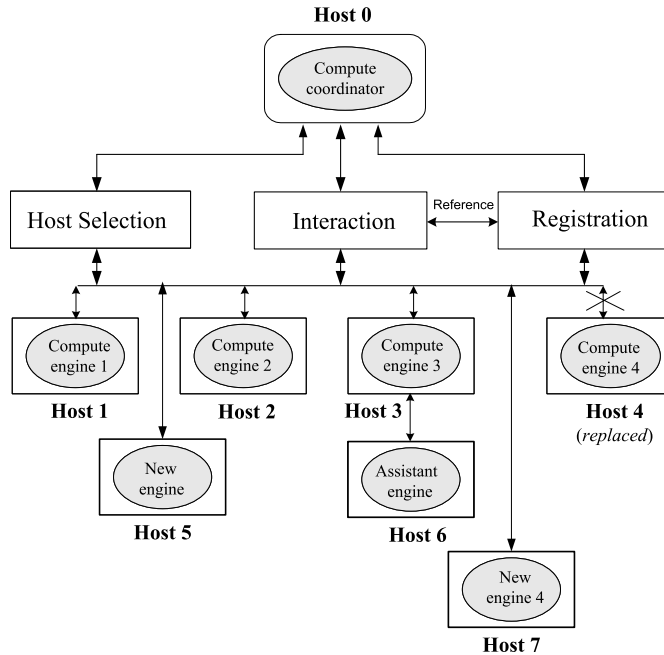 Host 0
Compute
coordinator
Reference
Host Selection
Interaction
Registration
Compute
engine 1
Compute
engine 2
Compute
engine 3
Compute
engine 4
Host 1
Host 2
Host 3
Host 4
(replaced)
New
engine
Assistant
engine
Host 5
Host 6
New
engine 4
Host 7